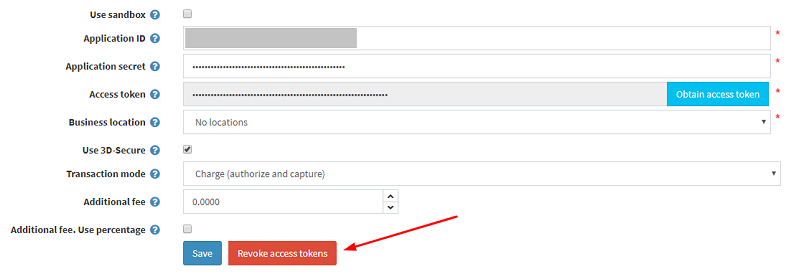 Use sandbox ?
Application ID ? *
Application secret ? •••••••••••••••••••••••••••••••••••••••••••••••••• *
Access token ? •••••••••••••••••••••••••••••••••••••••••••••••••••••••••••••••• Obtain access token *
Business location ? No locations *
Use 3D-Secure ?
Transaction mode ? Charge (authorize and capture)
Additional fee ? 0.0000
Additional fee. Use percentage ?
Save Revoke access tokens